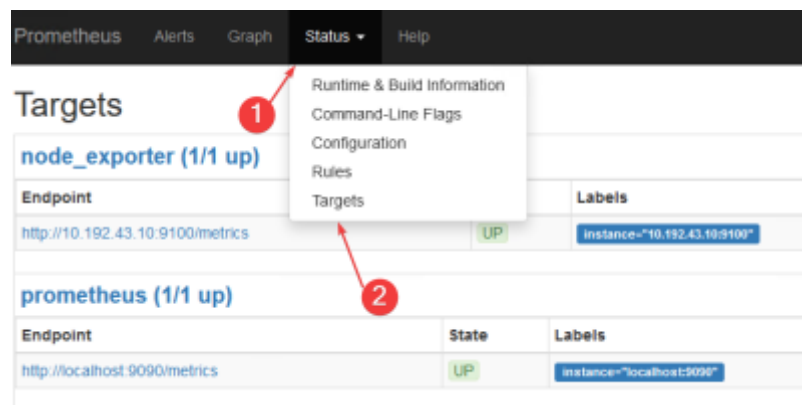 Prometheus Alerts Graph Status Help
Runtime & Build Information
Targets
1
Command-Line Flags
Configuration
node_exporter (1/1 up)
Rules
Endpoint
Targets
Labels
http://10.192.43.10:9100/metrics UP instance="10.192.43.10:9100"
2
prometheus (1/1 up)
Endpoint State Labels
http://localhost:9090/metrics UP instance="localhost:9090"